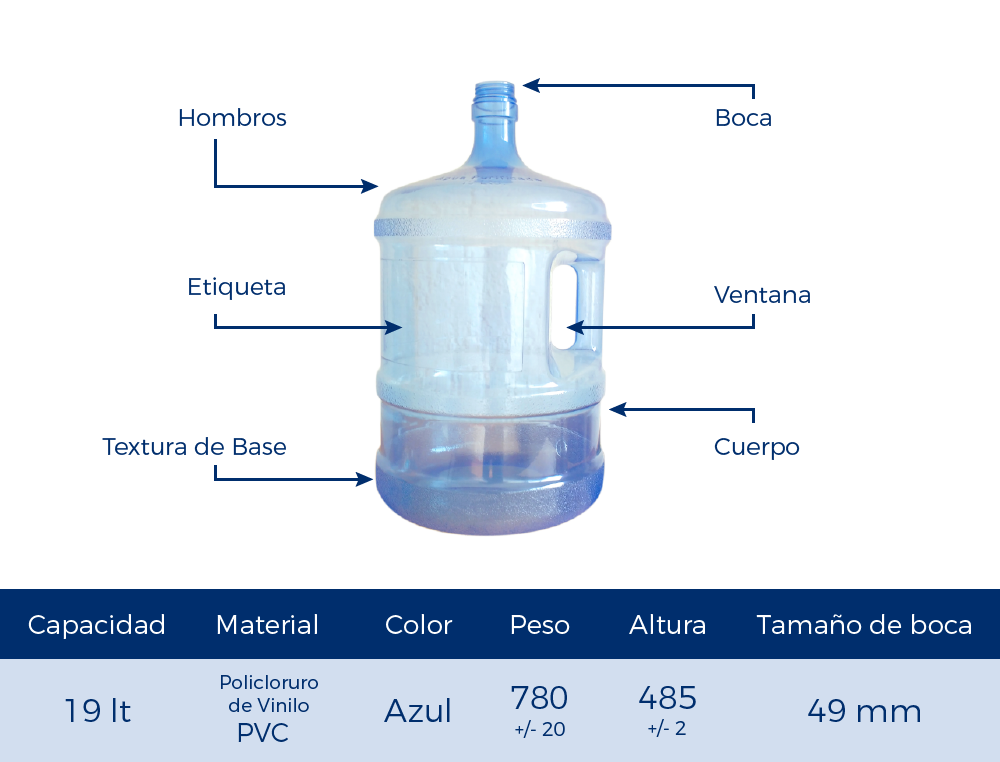 Hombros
Boca
Etiqueta
Ventana
Textura de Base
Cuerpo
Capacidad Material Color Peso Altura Tamaño de boca
19 lt
Policloruro
de Vinilo
PVC
Azul
780
+/- 20
485
+/- 2
49 mm